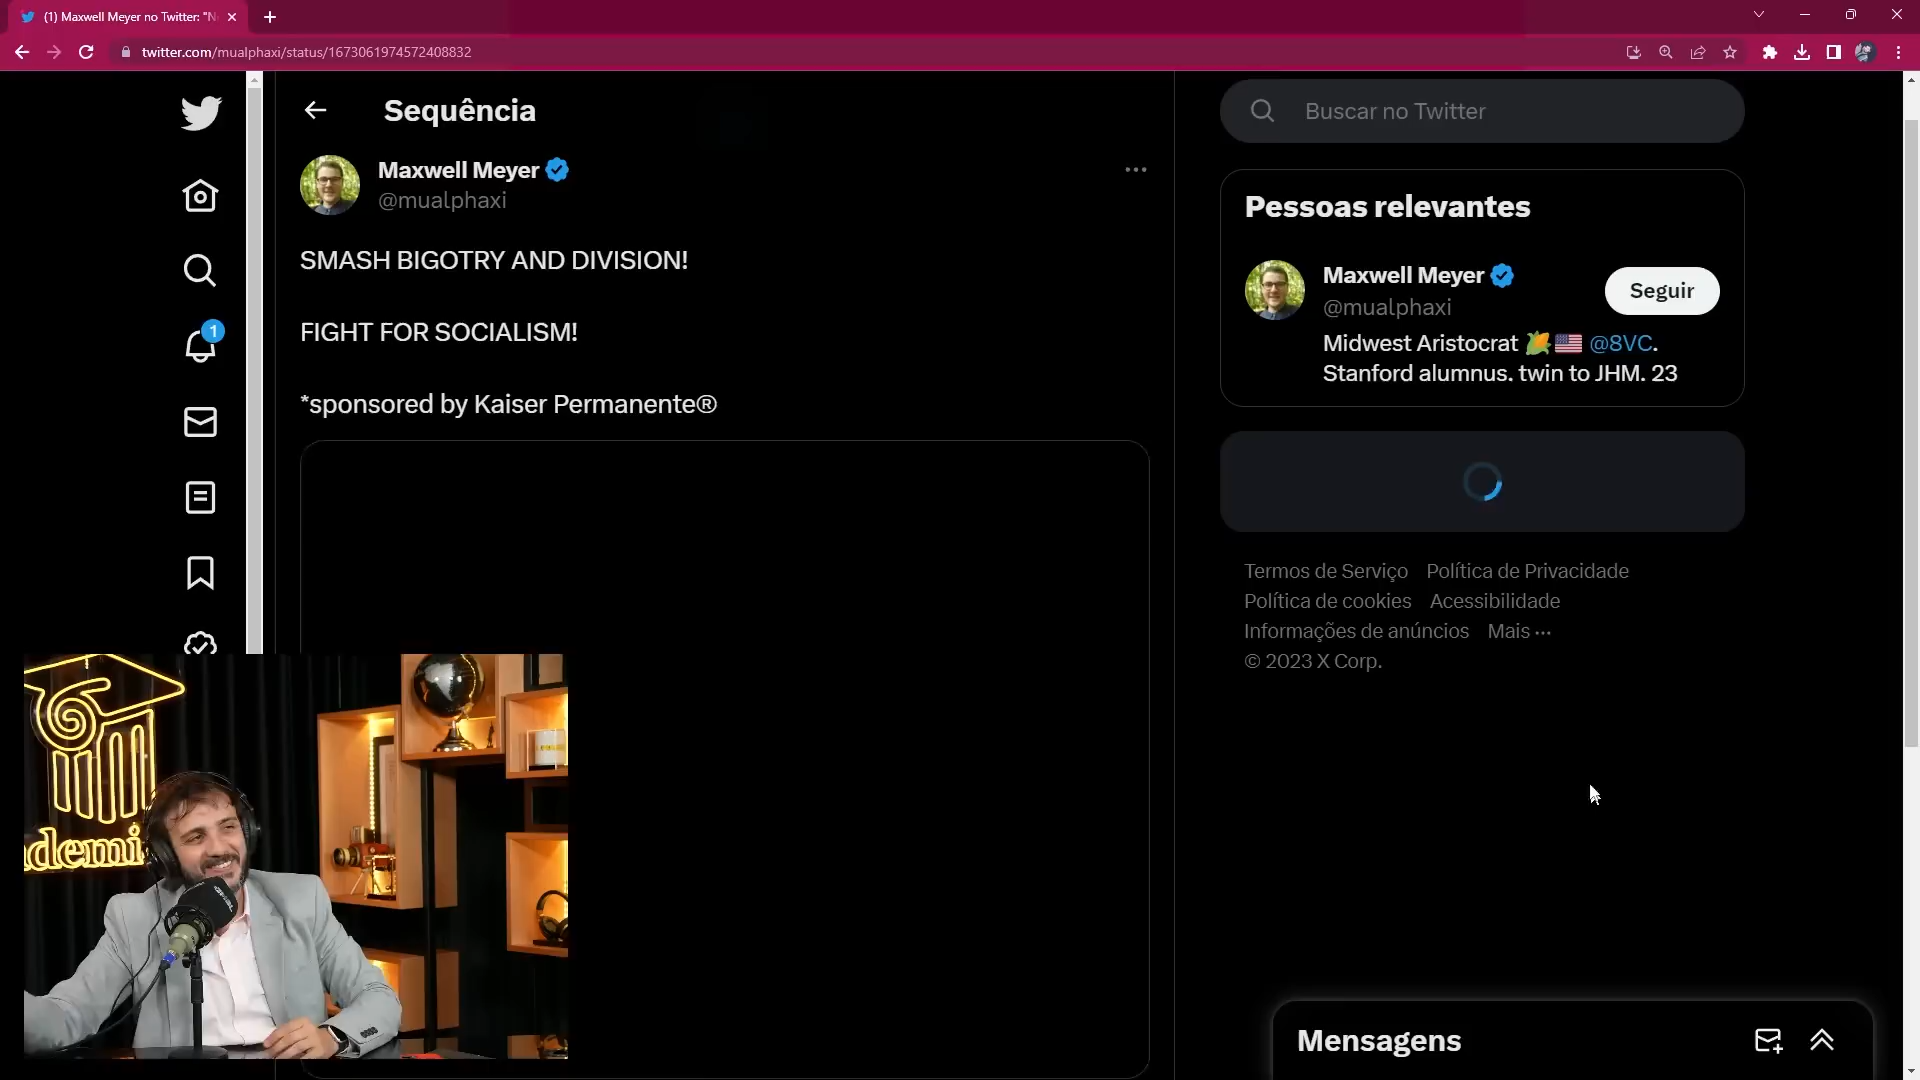 (1) Maxwell Meyer no Twitter: "N
twitter.com/mualphaxi/status/1673061974572408832
Sequência
Maxwell Meyer
@mualphaxi
SMASH BIGOTRY AND DIVISION!
FIGHT FOR SOCIALISM!
*sponsored by Kaiser Permanente®
1
Buscar no Twitter
Pessoas relevantes
Maxwell Meyer
@mualphaxi
Seguir
Midwest Aristocrat 🌽🇺🇸 @8VC.
Stanford alumnus. twin to JHM. 23
Termos de Serviço Política de Privacidade
Política de cookies Acessibilidade
Informações de anúncios Mais ···
© 2023 X Corp.
Mensagens
ademi